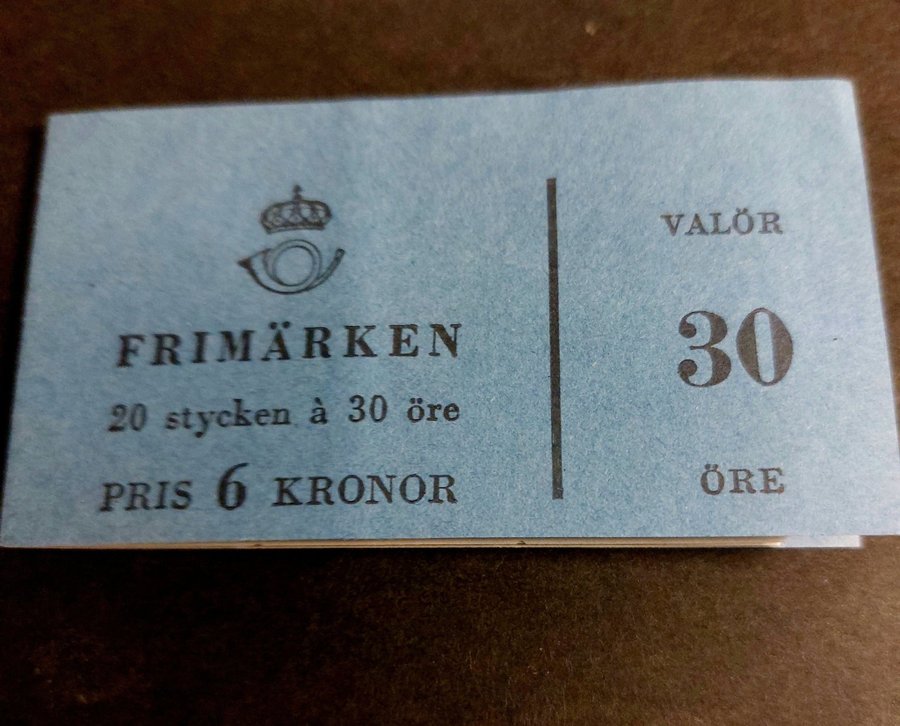 FRIMÄRKEN
20 stycken à 30 öre
PRIS 6 KRONOR
VALÖR
30
ÖRE